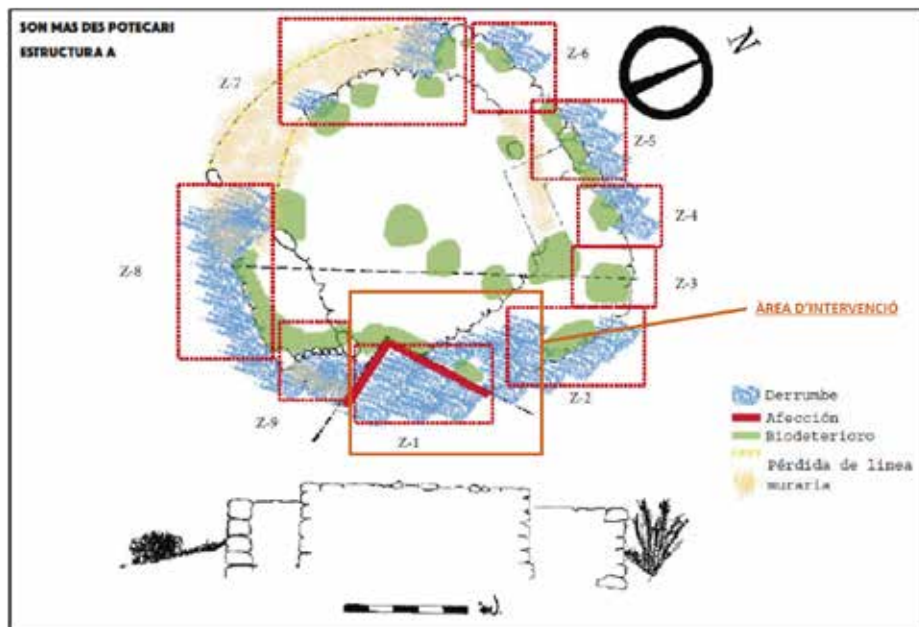 SON MAS DES POTECARI
ESTRUCTURA A
N
Z-6
Z-7
Z-5
Z-4
Z-8
Z-3
ÀREA D'INTERVENCIÓ
Z-2
Z-9
Z-1
Derrumbe
Afección
Biodeterioro
Pérdida de linea
muraria